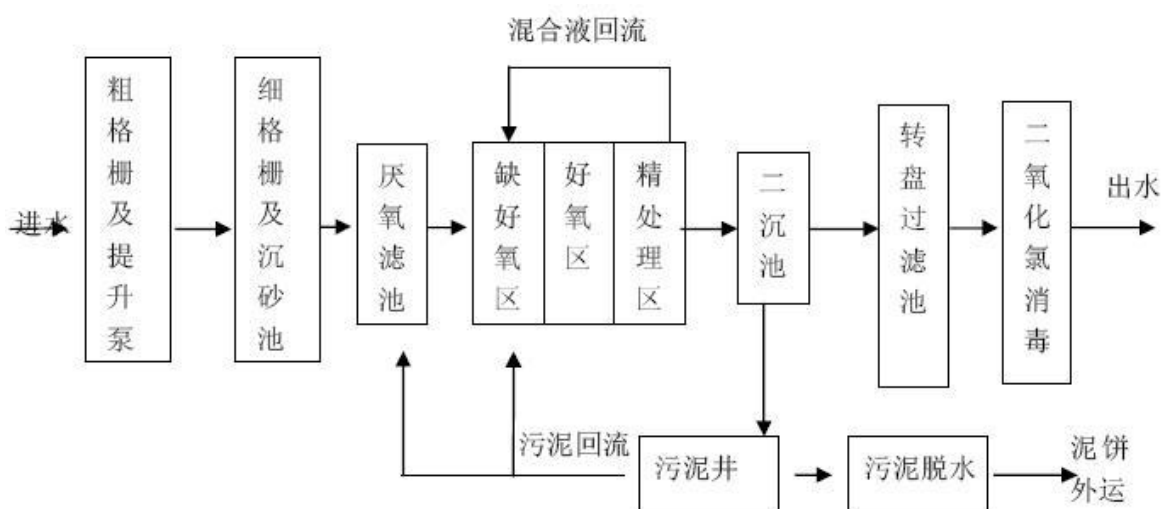 混合液回流
进水
粗格栅及提升泵
细格栅及沉砂池
厌氧滤池
缺好氧区
好氧区
精处理区
二沉池
转盘过滤池
二氧化氯消毒
出水
污泥回流
污泥井
污泥脱水
泥饼
外运